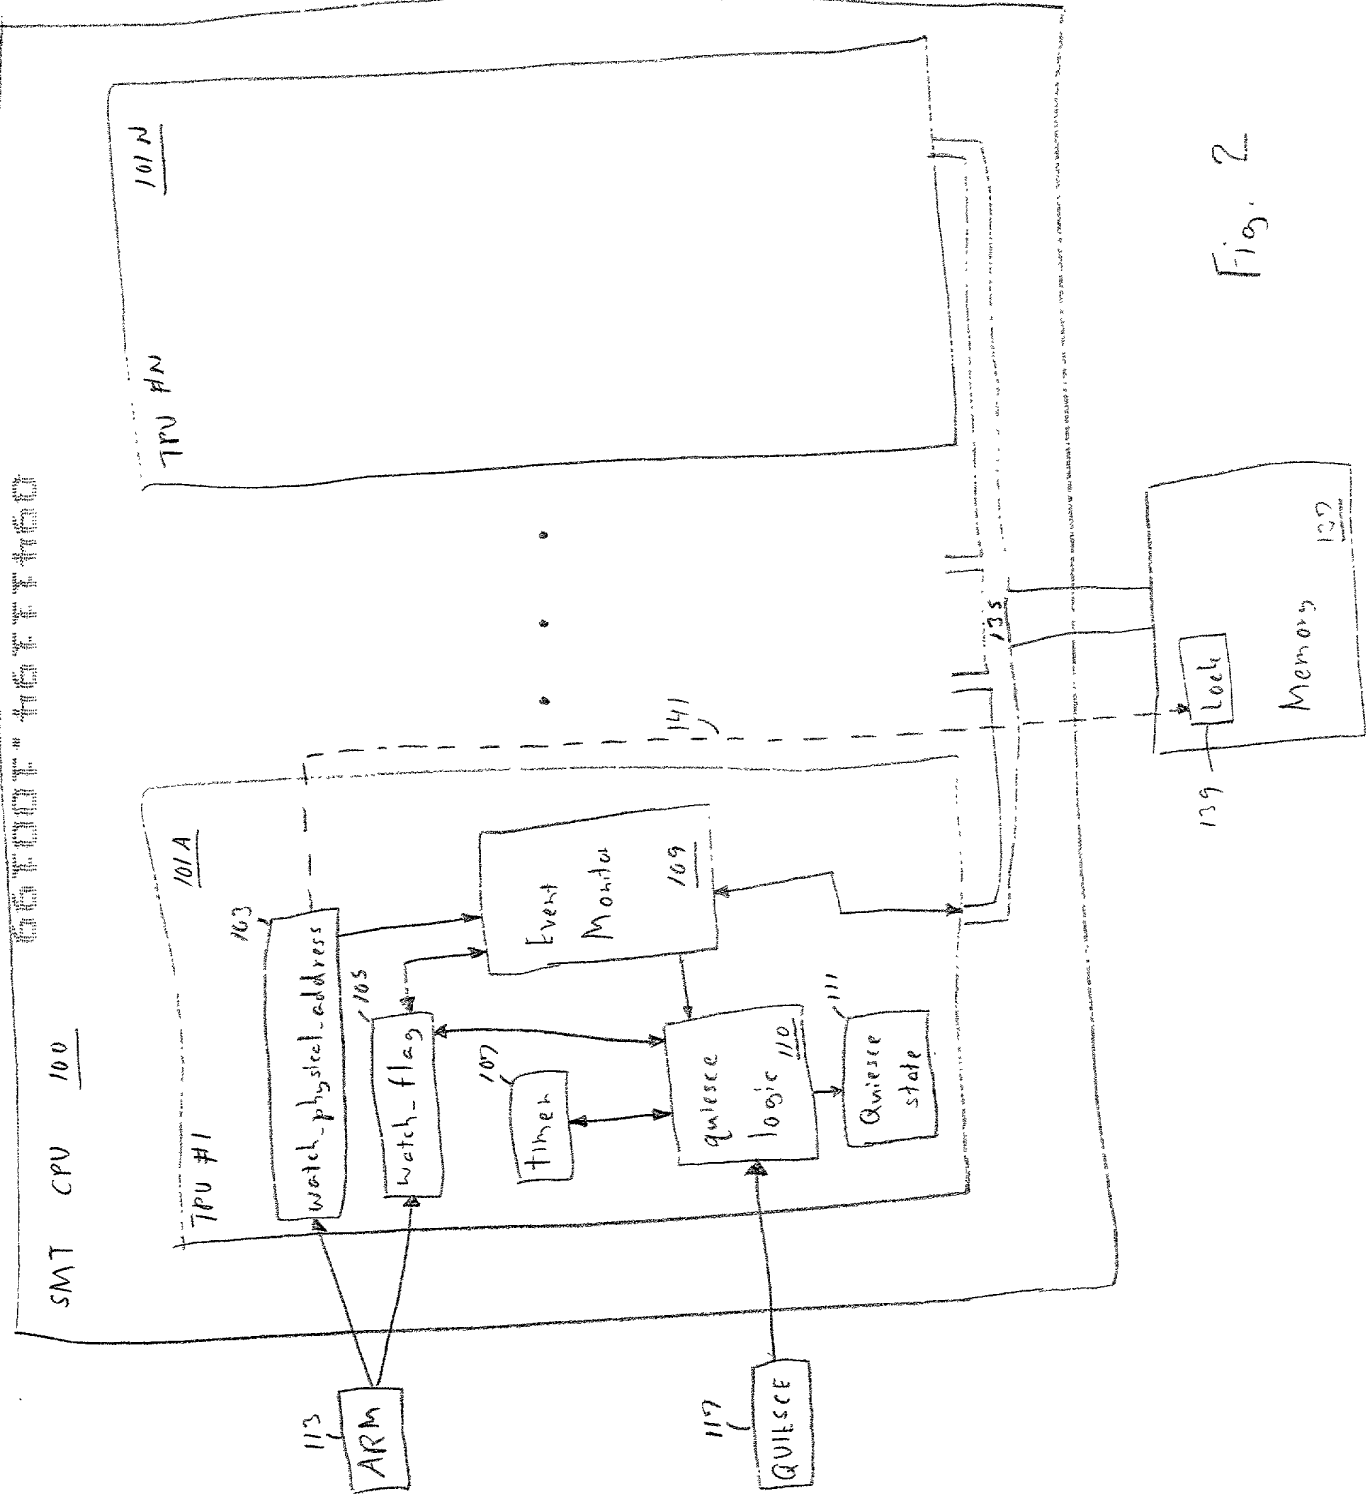 SMT CPU 100
TPU #1
101A
watch_physical_address
103
watch_flag
105
timer
107
Event
Monitor
109
quiesce
logic
110
Quiesce
state
111
ARM
113
QUIESCE
117
141
TPU #N
101N
135
Lock
139
Memory
137
Fig. 2